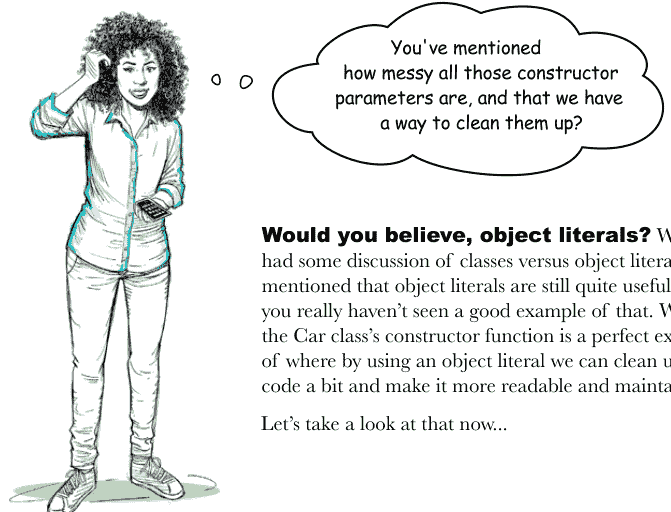 You've mentioned
how messy all those constructor
parameters are, and that we have
a way to clean them up?
Would you believe, object literals?
had some discussion of classes versus object
mentioned that object literals are still quite useful
you really haven't seen a good example of that.
the Car class's constructor function is a perfect
of where by using an object literal we can clean
code a bit and make it more readable and
Let's take a look at that now...